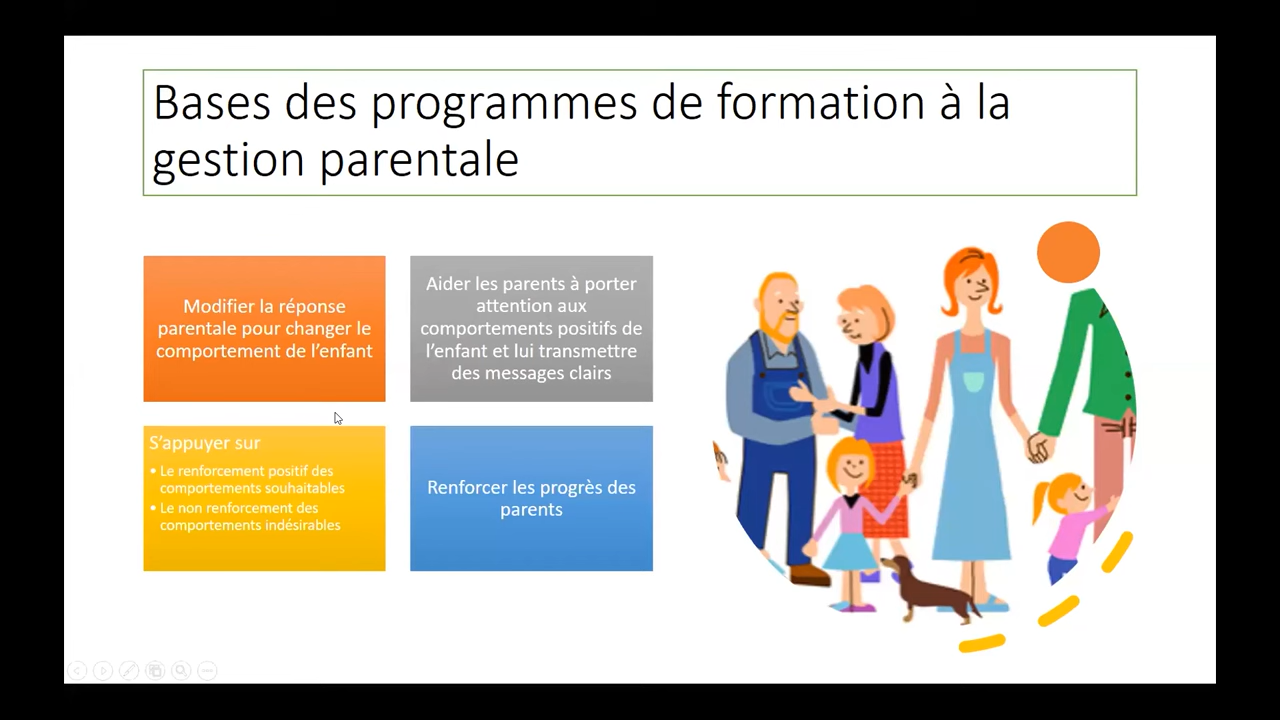 Bases des programmes de formation à la
gestion parentale
Modifier la réponse
parentale pour changer le
comportement de l'enfant
Aider les parents à porter
attention aux
comportements positifs de
l'enfant et lui transmettre
des messages clairs
S'appuyer sur
• Le renforcement positif des
comportements souhaitables
• Le non renforcement des
comportements indésirables
Renforcer les progrès des
parents